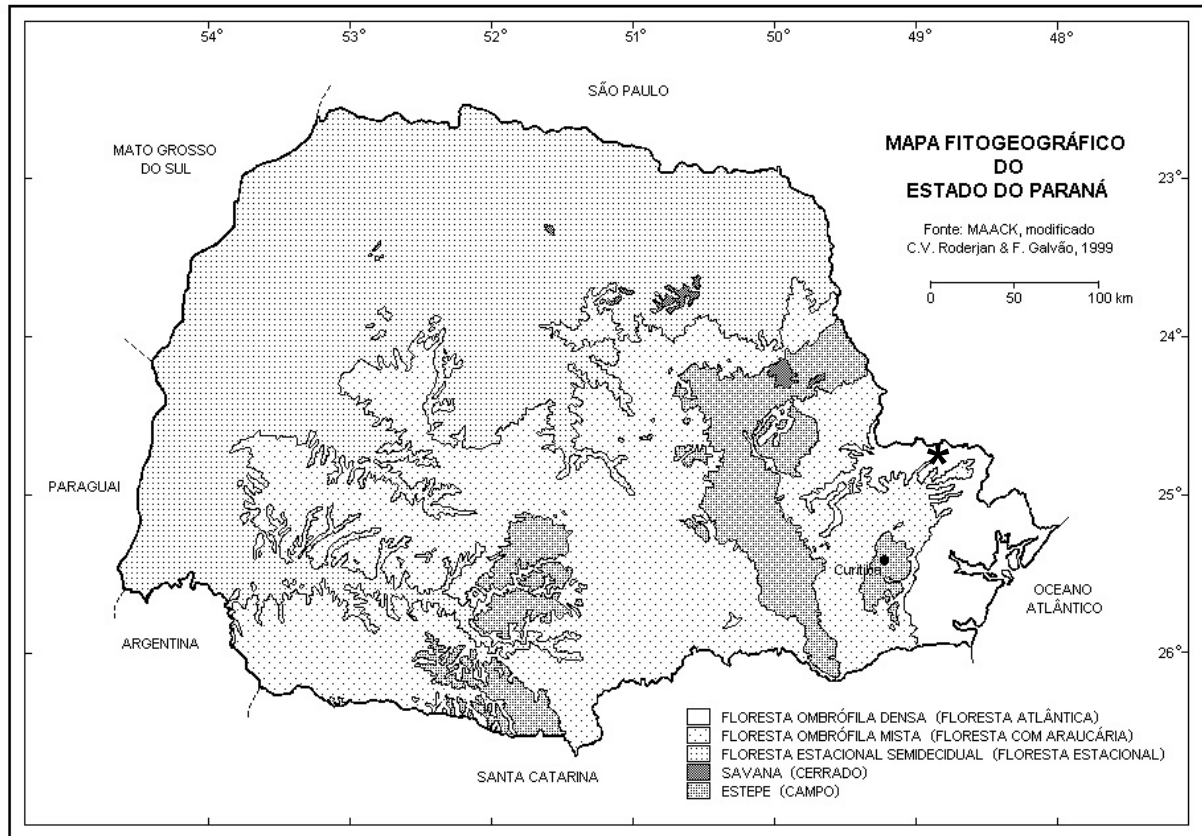 54° 53° 52° 51° 50° 49° 48°
SÃO PAULO
MATO GROSSO
DO SUL
MAPA FITOGEOGRÁFICO
DO
ESTADO DO PARANÁ
23°
Fonte: MAACK, modificado
C.V. Roderjan & F. Galvão, 1999
0 50 100 km
24°
*
PARAGUAI
25°
Curitiba
OCEANO
ATLÂNTICO
ARGENTINA
26°
FLORESTA OMBRÓFILA DENSA (FLORESTA ATLÂNTICA)
FLORESTA OMBRÓFILA MISTA (FLORESTA COM ARAUCÁRIA)
FLORESTA ESTACIONAL SEMIDECIDUAL (FLORESTA ESTACIONAL)
SAVANA (CERRADO)
ESTEPE (CAMPO)
SANTA CATARINA